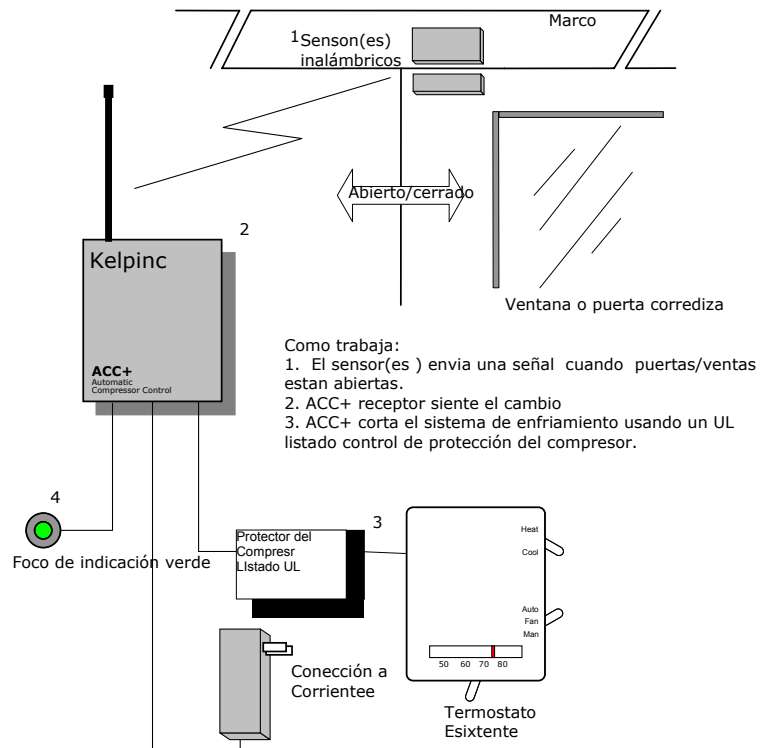 Marco
1 Senson(es)
inalámbricos
Abierto/cerrado
2
Kelpinc
ACC+
Automatic
Compressor Control
Ventana o puerta corrediza
Como trabaja:
1. El sensor(es ) envia una señal cuando puertas/ventas
estan abiertas.
2. ACC+ receptor siente el cambio
3. ACC+ corta el sistema de enfriamiento usando un UL
listado control de protección del compresor.
4
Foco de indicación verde
3
Protector del
Compresr
LIstado UL
Heat
Cool
Auto
Fan
Man
50 60 70 80
Conección a
Corrientee
Termostato
Esixtente